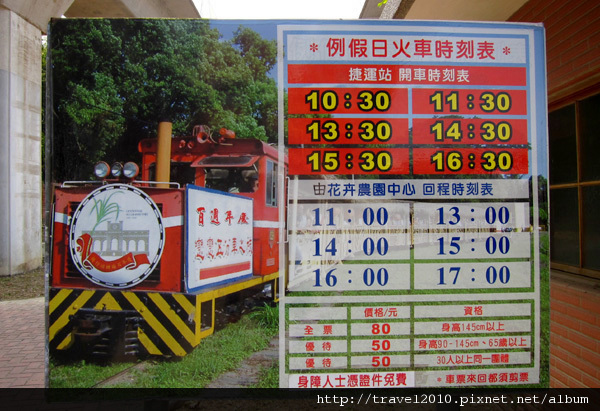 * 例假日火車時刻表 *
捷運站 開車時刻表
10：30 11：30
13：30 14：30
15：30 16：30
由花卉農園中心 回程時刻表
11：00 13：00
14：00 15：00
16：00 17：00
價格/元 資格
全票 80 身高145㎝以上
優待 50 身高90-145㎝、65歲以上
優待 50 30人以上同一團體
身障人士憑證件免費 *車票來回都須剪票
http://travel2010.pixnet.net/album